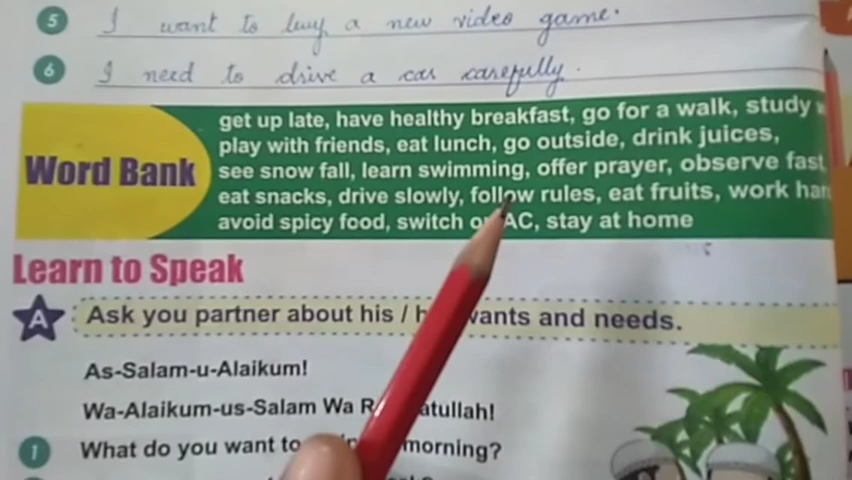 5 I want to buy a new video game.
6 I need to drive a car carefully.
Word Bank
get up late, have healthy breakfast, go for a walk, study
play with friends, eat lunch, go outside, drink juices,
see snow fall, learn swimming, offer prayer, observe fast
eat snacks, drive slowly, follow rules, eat fruits, work
avoid spicy food, switch AC, stay at home
Learn to Speak
A Ask you partner about his / wants and needs.
As-Salam-u-Alaikum!
Wa-Alaikum-us-Salam Wa
1 What do you want to morning?